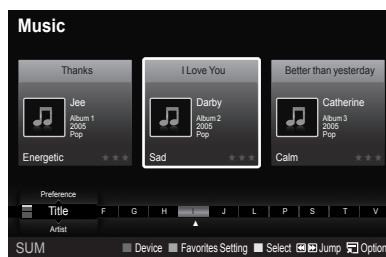 Music
Thanks
Jee
Album 1
2005
Pop
Energetic
I Love You
Darby
Album 2
2005
Pop
Sad
Better than yesterday
Catherine
Album 3
2005
Pop
Calm
Preference
Title
Artist
F G H I J L P S T V
SUM Device Favorites Setting Select Jump Option